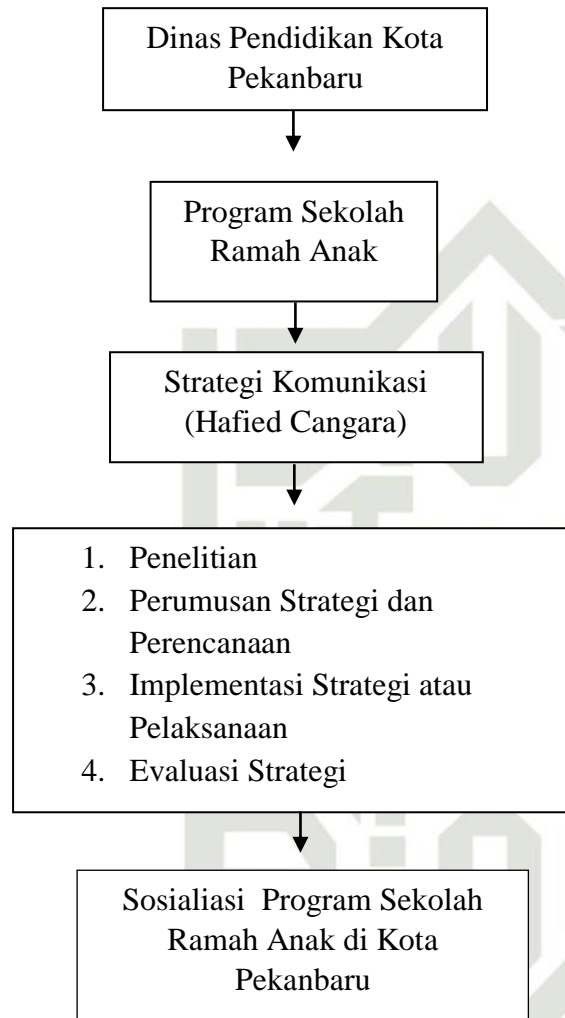 Dinas Pendidikan Kota
Pekanbaru
Program Sekolah
Ramah Anak
Strategi Komunikasi
(Hafied Cangara)
1. Penelitian
2. Perumusan Strategi dan
Perencanaan
3. Implementasi Strategi atau
Pelaksanaan
4. Evaluasi Strategi
Sosialiasi Program Sekolah
Ramah Anak di Kota
Pekanbaru